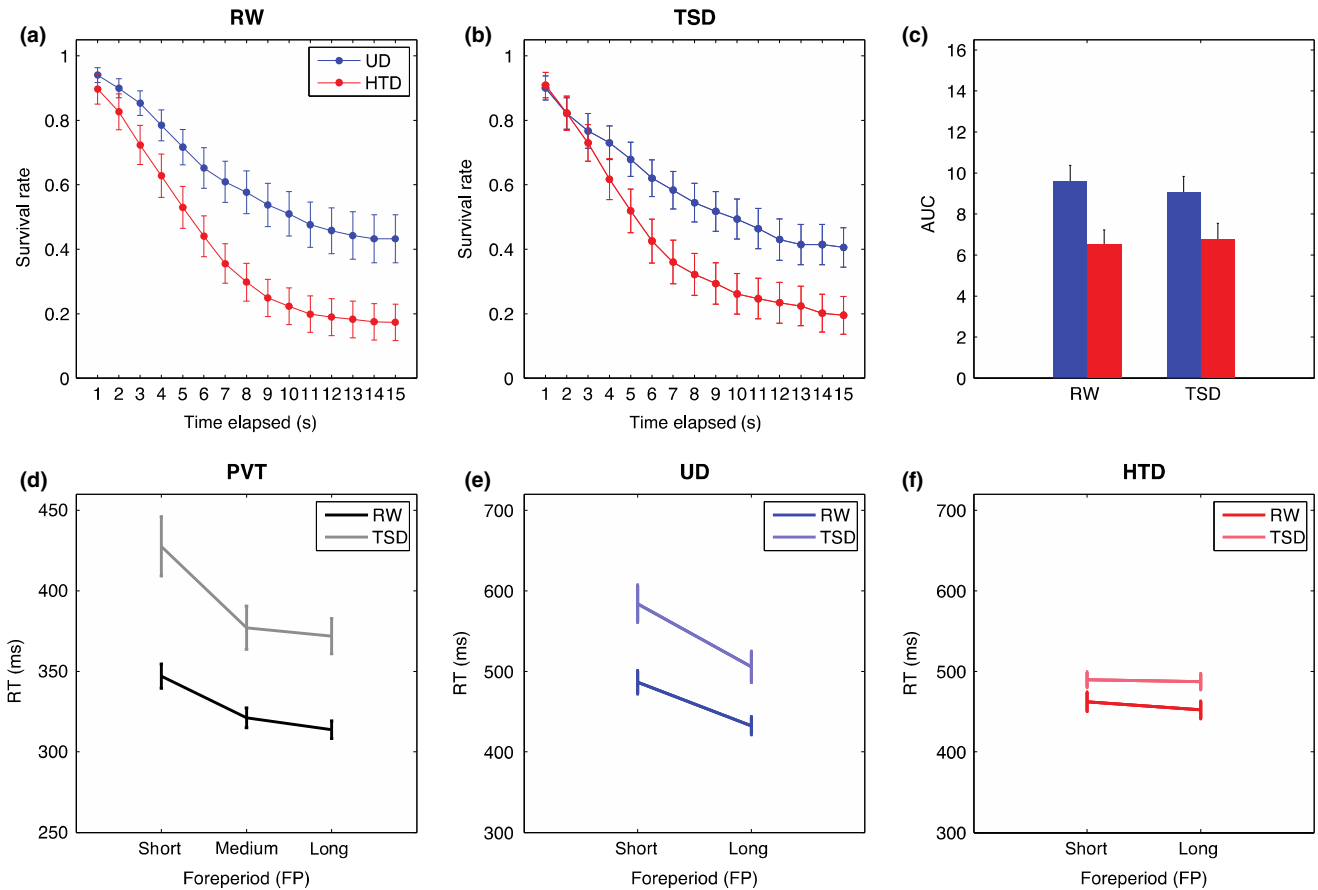 RW
(a)
1
0.8
0.6
0.4
0.2
0
Survival rate
UD
HTD
1 2 3 4 5 6 7 8 9 10 11 12 13 14 15
Time elapsed (s)
TSD
(b)
1
0.8
0.6
0.4
0.2
0
Survival rate
1 2 3 4 5 6 7 8 9 10 11 12 13 14 15
Time elapsed (s)
(c)
16
14
12
10
8
6
4
2
0
AUC
RW TSD
PVT
(d)
450
400
350
300
250
RT (ms)
RW
TSD
Short Medium Long
Foreperiod (FP)
UD
(e)
700
600
500
400
300
RT (ms)
RW
TSD
Short Long
Foreperiod (FP)
HTD
(f)
700
600
500
400
300
RT (ms)
RW
TSD
Short Long
Foreperiod (FP)